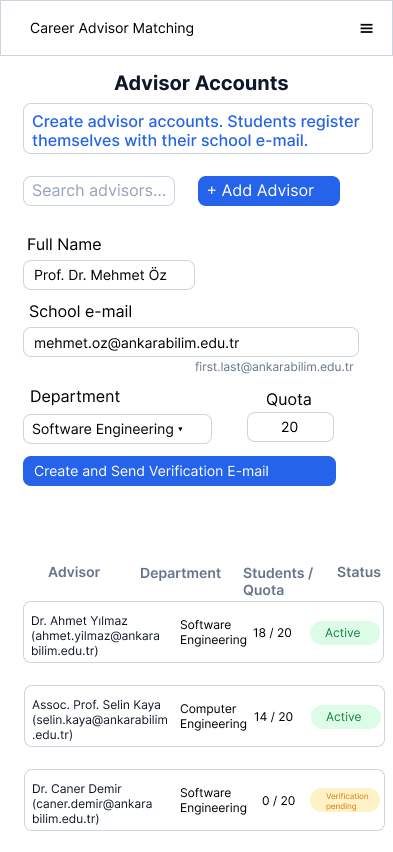 Career Advisor Matching
Advisor Accounts
Create advisor accounts. Students register
themselves with their school e-mail.
Search advisors...
+ Add Advisor
Full Name
Prof. Dr. Mehmet Öz
School e-mail
mehmet.oz@ankarabilim.edu.tr
first.last@ankarabilim.edu.tr
Department
Quota
Software Engineering ▾
20
Create and Send Verification E-mail
Advisor
Department
Students /
Quota
Status
Dr. Ahmet Yılmaz
(ahmet.yilmaz@ankara
bilim.edu.tr)
Software
Engineering
18 / 20
Active
Assoc. Prof. Selin Kaya
(selin.kaya@ankarabilim
.edu.tr)
Computer
Engineering
14 / 20
Active
Dr. Caner Demir
(caner.demir@ankara
bilim.edu.tr)
Software
Engineering
0 / 20
Verification
pending